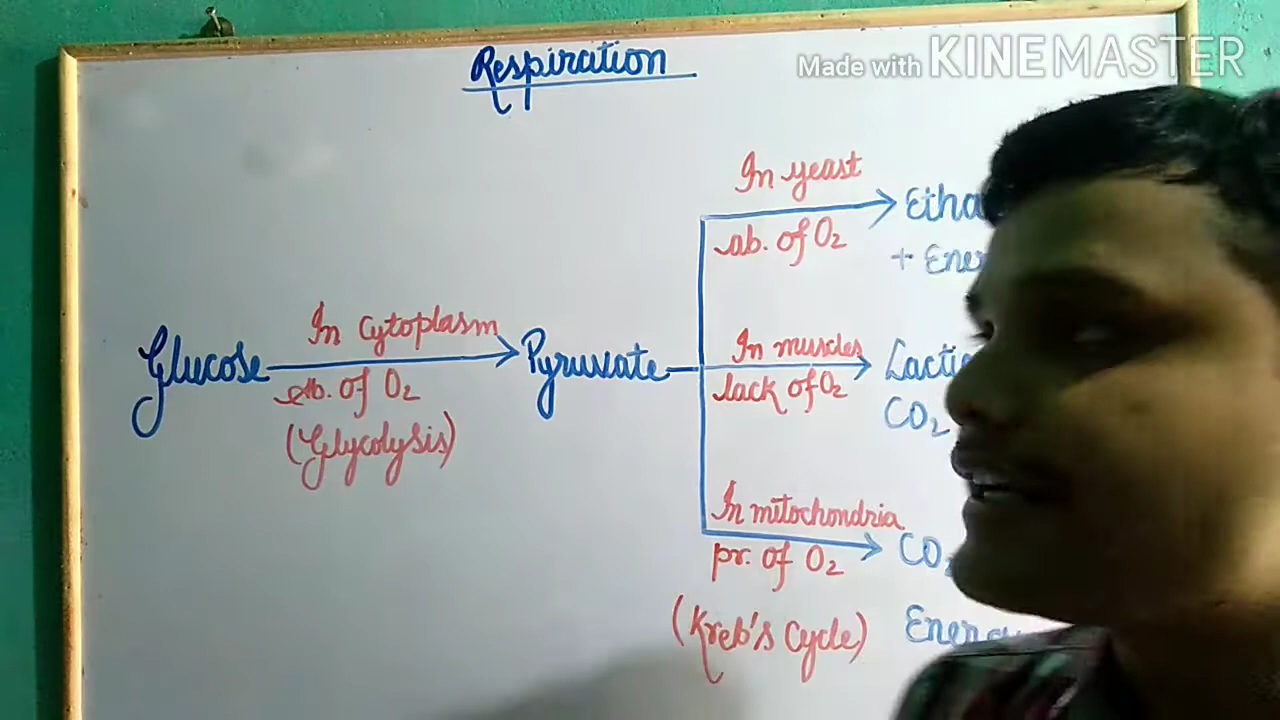 Respiration
Made with KINEMASTER
In yeast
ab. of O₂
+
In cytoplasm
Glucose
Pyruvate
ab. of O₂
(Glycolysis)
In muscles
lack of O₂
CO₂
In mitochondria
pr. of O₂
(Kreb's Cycle)
Energy